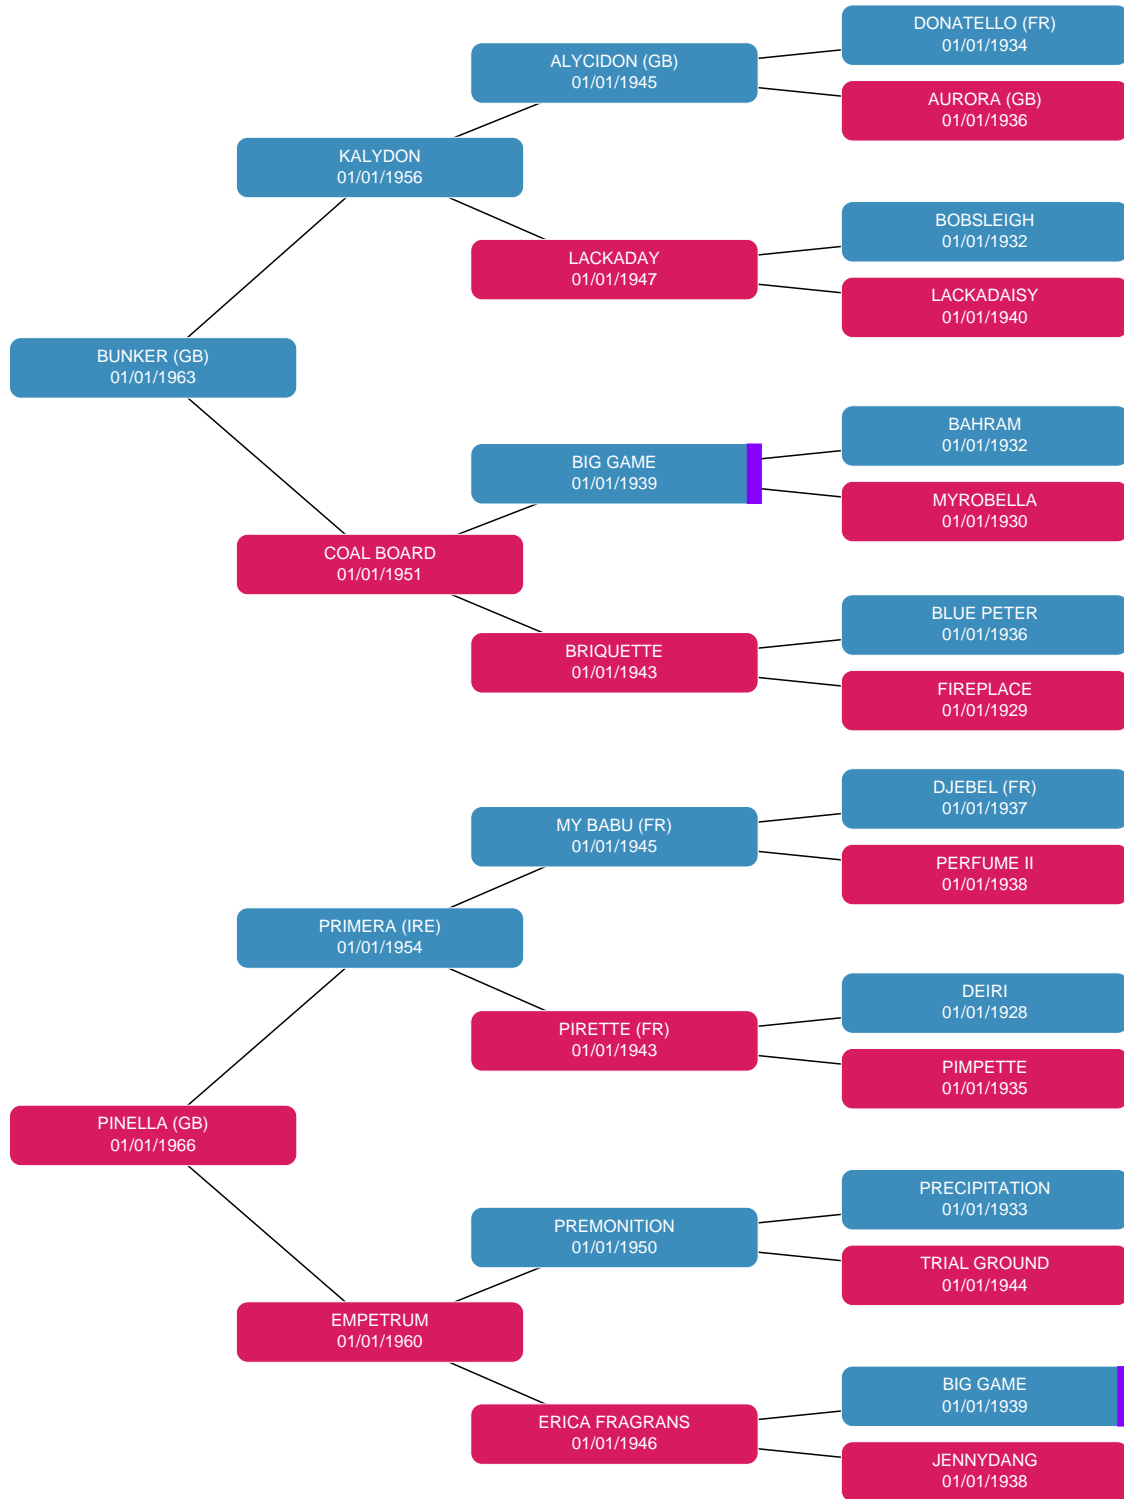 DONATELLO (FR)
01/01/1934
ALYCIDON (GB)
01/01/1945
AURORA (GB)
01/01/1936
KALYDON
01/01/1956
BOBSLEIGH
01/01/1932
LACKADAY
01/01/1947
LACKADAISY
01/01/1940
BUNKER (GB)
01/01/1963
BAHRAM
01/01/1932
BIG GAME
01/01/1939
MYROBELLA
01/01/1930
COAL BOARD
01/01/1951
BLUE PETER
01/01/1936
BRIQUETTE
01/01/1943
FIREPLACE
01/01/1929
DJEBEL (FR)
01/01/1937
MY BABU (FR)
01/01/1945
PERFUME II
01/01/1938
PRIMERA (IRE)
01/01/1954
DEIRI
01/01/1928
PIRETTE (FR)
01/01/1943
PIMPETTE
01/01/1935
PINELLA (GB)
01/01/1966
PRECIPITATION
01/01/1933
PREMONITION
01/01/1950
TRIAL GROUND
01/01/1944
EMPETRUM
01/01/1960
BIG GAME
01/01/1939
ERICA FRAGRANS
01/01/1946
JENNYDANG
01/01/1938